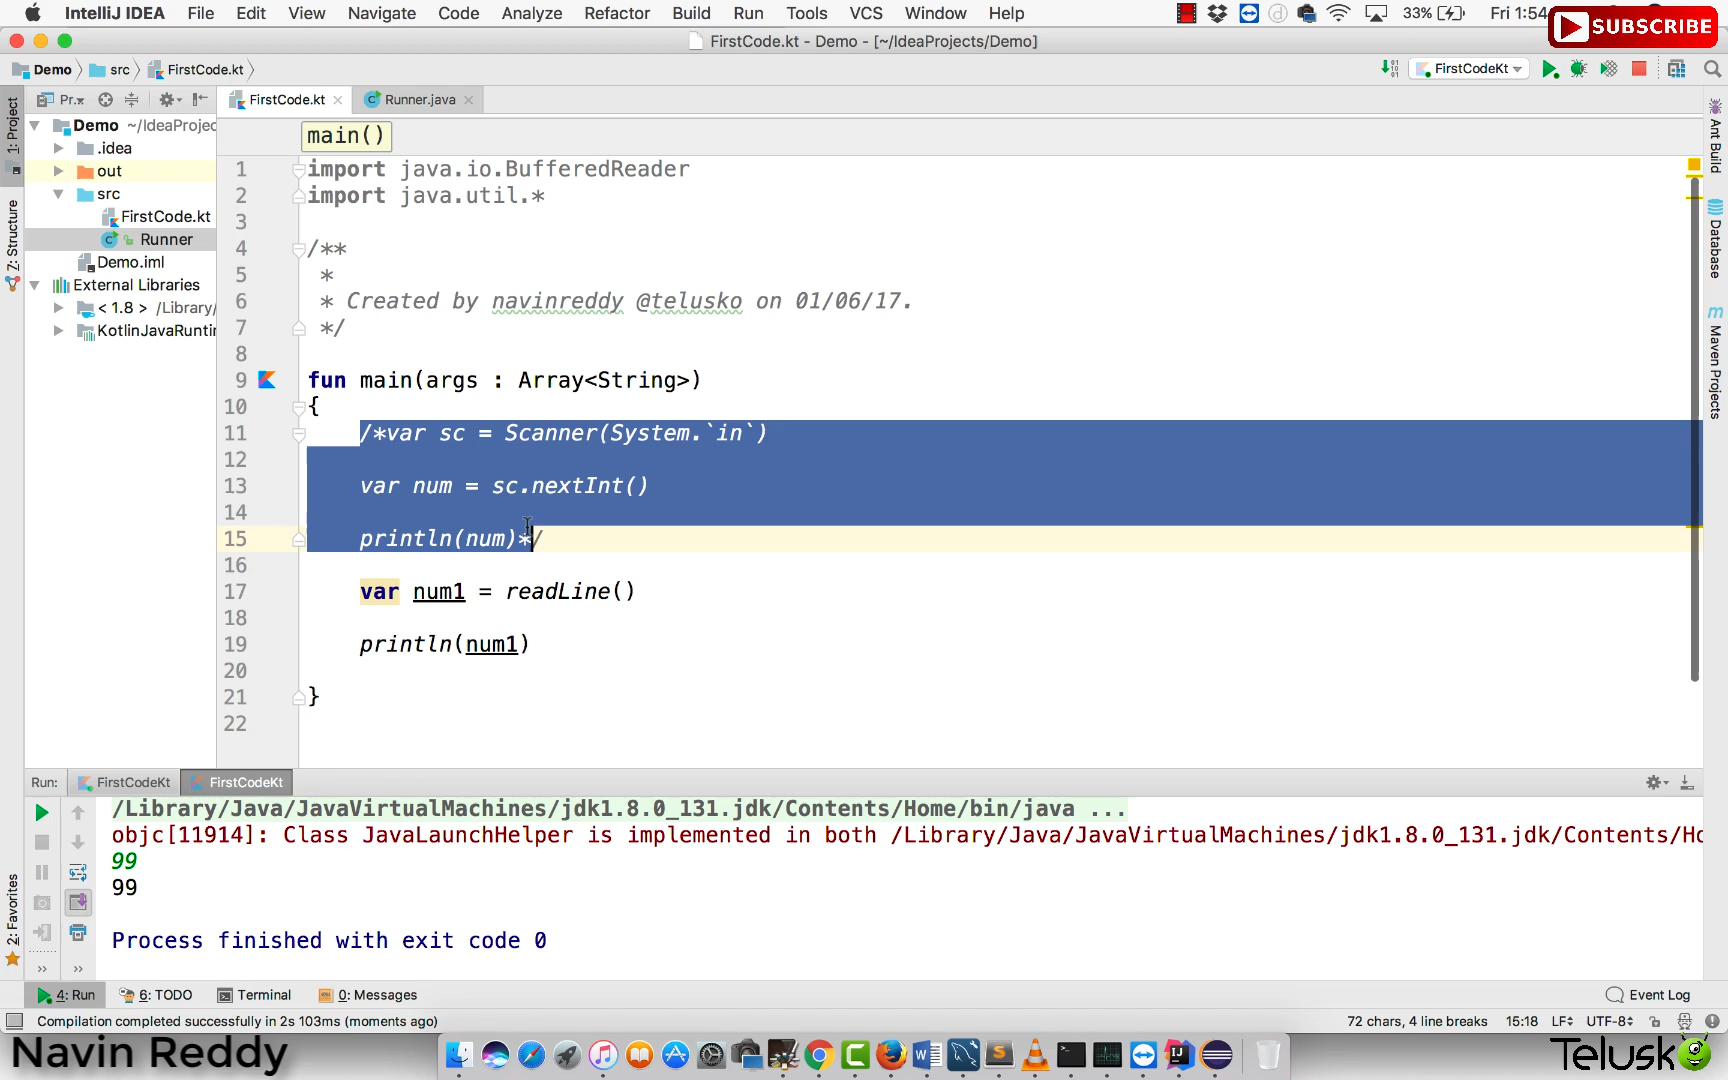 IntelliJ IDEA File Edit View Navigate Code Analyze Refactor Build Run Tools VCS Window Help 33% Fri 1:54
SUBSCRIBE
FirstCode.kt - Demo - [~/IdeaProjects/Demo]
Demo src FirstCode.kt FirstCodeKt
1: Project
Pr.. FirstCode.kt Runner.java
Demo ~/IdeaProjec
.idea
out
src
FirstCode.kt
Runner
Demo.iml
External Libraries
< 1.8 > /Library/
KotlinJavaRunti
Z: Structure
2: Favorites
main()
1 import java.io.BufferedReader
2 import java.util.*
3
4 /**
5 *
6 * Created by navinreddy @telusko on 01/06/17.
7 */
8
9 fun main(args : Array<String>)
10 {
11 /*var sc = Scanner(System.`in`)
12
13 var num = sc.nextInt()
14
15 println(num)*/
16
17 var num1 = readLine()
18
19 println(num1)
20
21 }
22
Ant Build
Database
Maven Projects
Run: FirstCodeKt FirstCodeKt
/Library/Java/JavaVirtualMachines/jdk1.8.0_131.jdk/Contents/Home/bin/java ...
objc[11914]: Class JavaLaunchHelper is implemented in both /Library/Java/JavaVirtualMachines/jdk1.8.0_131.jdk/Contents/Ho
99
99
Process finished with exit code 0
4: Run 6: TODO Terminal 0: Messages Event Log
Compilation completed successfully in 2s 103ms (moments ago) 72 chars, 4 line breaks 15:18 LF UTF-8
Navin Reddy
Telusko